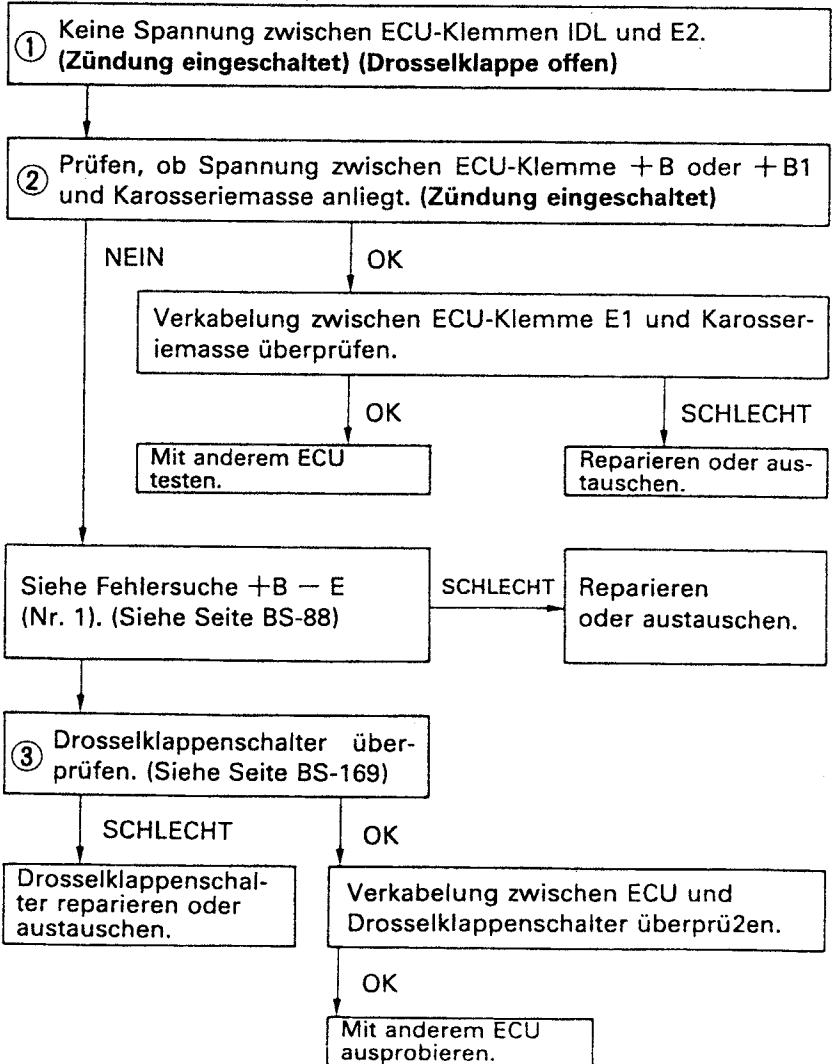 ① Keine Spannung zwischen ECU-Klemmen IDL und E2.
(Zündung eingeschaltet) (Drosselklappe offen)
② Prüfen, ob Spannung zwischen ECU-Klemme +B oder +B1
und Karosseriemasse anliegt. (Zündung eingeschaltet)
NEIN
OK
Verkabelung zwischen ECU-Klemme E1 und Karosser-
iemasse überprüfen.
OK
SCHLECHT
Mit anderem ECU
testen.
Reparieren oder aus-
tauschen.
Siehe Fehlersuche +B — E
(Nr. 1). (Siehe Seite BS-88)
SCHLECHT
Reparieren
oder austauschen.
③ Drosselklappenschalter über-
prüfen. (Siehe Seite BS-169)
SCHLECHT
OK
Drosselklappenschal-
ter reparieren oder
austauschen.
Verkabelung zwischen ECU und
Drosselklappenschalter überprü2en.
OK
Mit anderem ECU
ausprobieren.